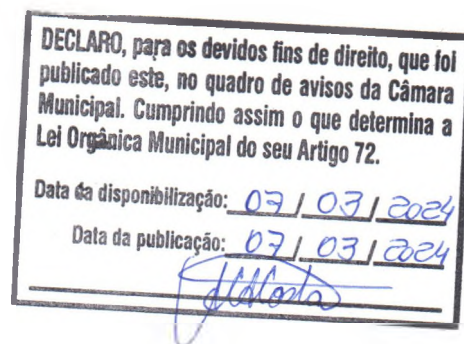 DECLARO, para os devidos fins de direito, que foi
publicado este, no quadro de avisos da Câmara
Municipal. Cumprindo assim o que determina a
Lei Orgânica Municipal do seu Artigo 72.
Data da disponibilização: 07 / 03 / 2024
Data da publicação: 07 / 03 / 2024